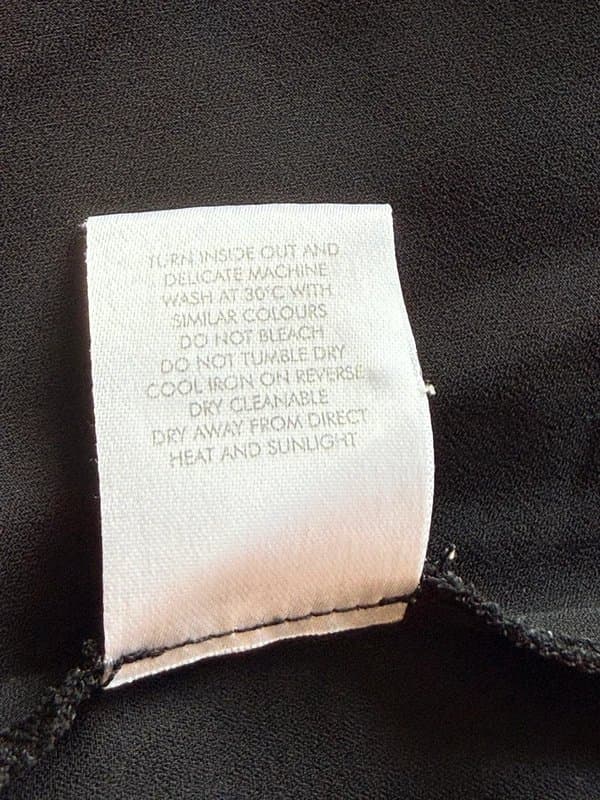 TURN INSIDE OUT AND
DELICATE MACHINE
WASH AT 30°C WITH
SIMILAR COLOURS
DO NOT BLEACH
DO NOT TUMBLE DRY
COOL IRON ON REVERSE
DRY CLEANABLE
DRY AWAY FROM DIRECT
HEAT AND SUNLIGHT